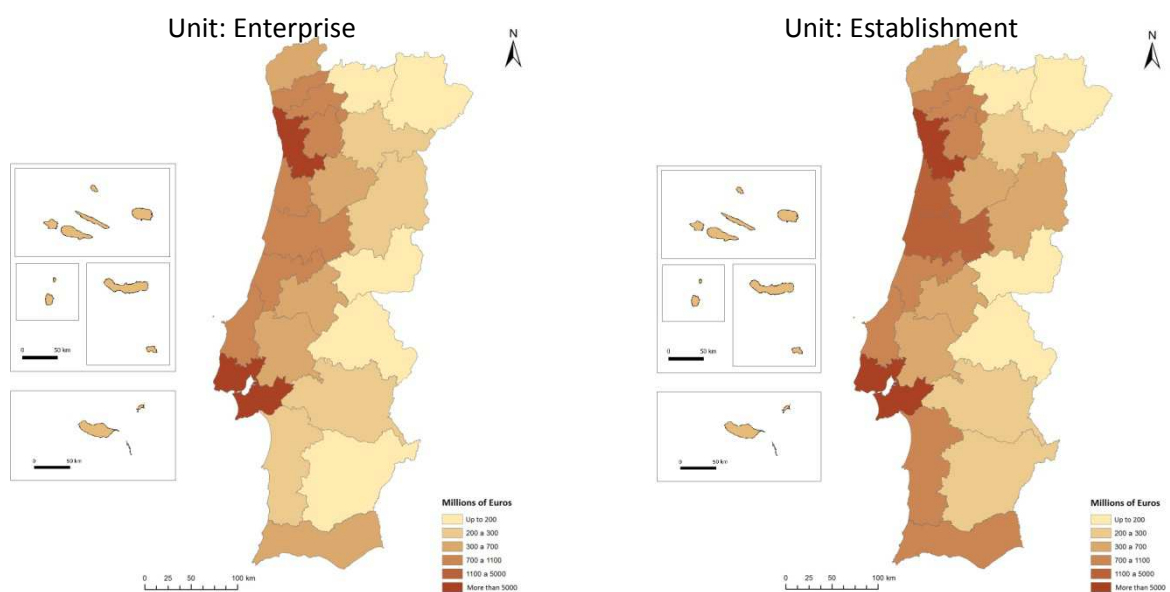 Unit: Enterprise
N
0 50 km
0 50 km
Millions of Euros
Up to 200
200 a 300
300 a 700
700 a 1100
1100 a 5000
More than 5000
0 25 50 100 km
Unit: Establishment
N
0 50 km
0 50 km
Millions of Euros
Up to 200
200 a 300
300 a 700
700 a 1100
1100 a 5000
More than 5000
0 25 50 100 km